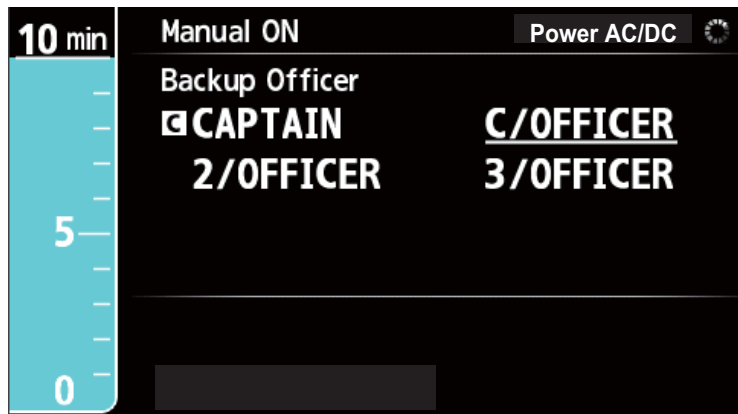 10 min
Manual ON Power AC/DC
Backup Officer
C CAPTAIN C/OFFICER
2/OFFICER 3/OFFICER
5
0